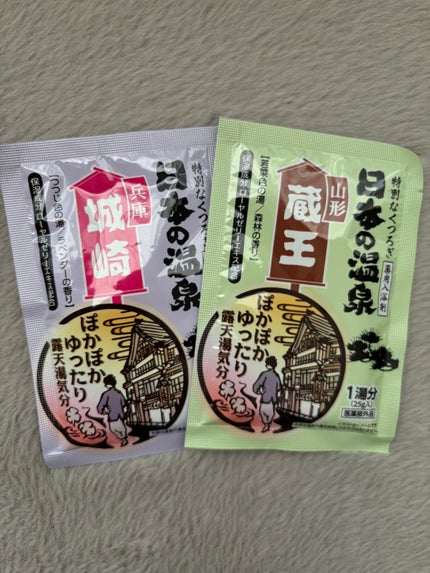 特別なくつろぎ
日本の温泉
兵庫
城崎
【つつじ色の湯／ラベンダーの香り】
保湿成分ローヤルゼリーエキス配合
ぽかぽか
ゆったり
露天湯気分
特別なくつろぎ
日本の温泉
薬用入浴剤
山形
蔵王
【若葉色の湯／森林の香り】
保湿成分ローヤルゼリーエキス配合
ぽかぽか
ゆったり
露天湯気分
1湯分
(25g入)
医薬部外品